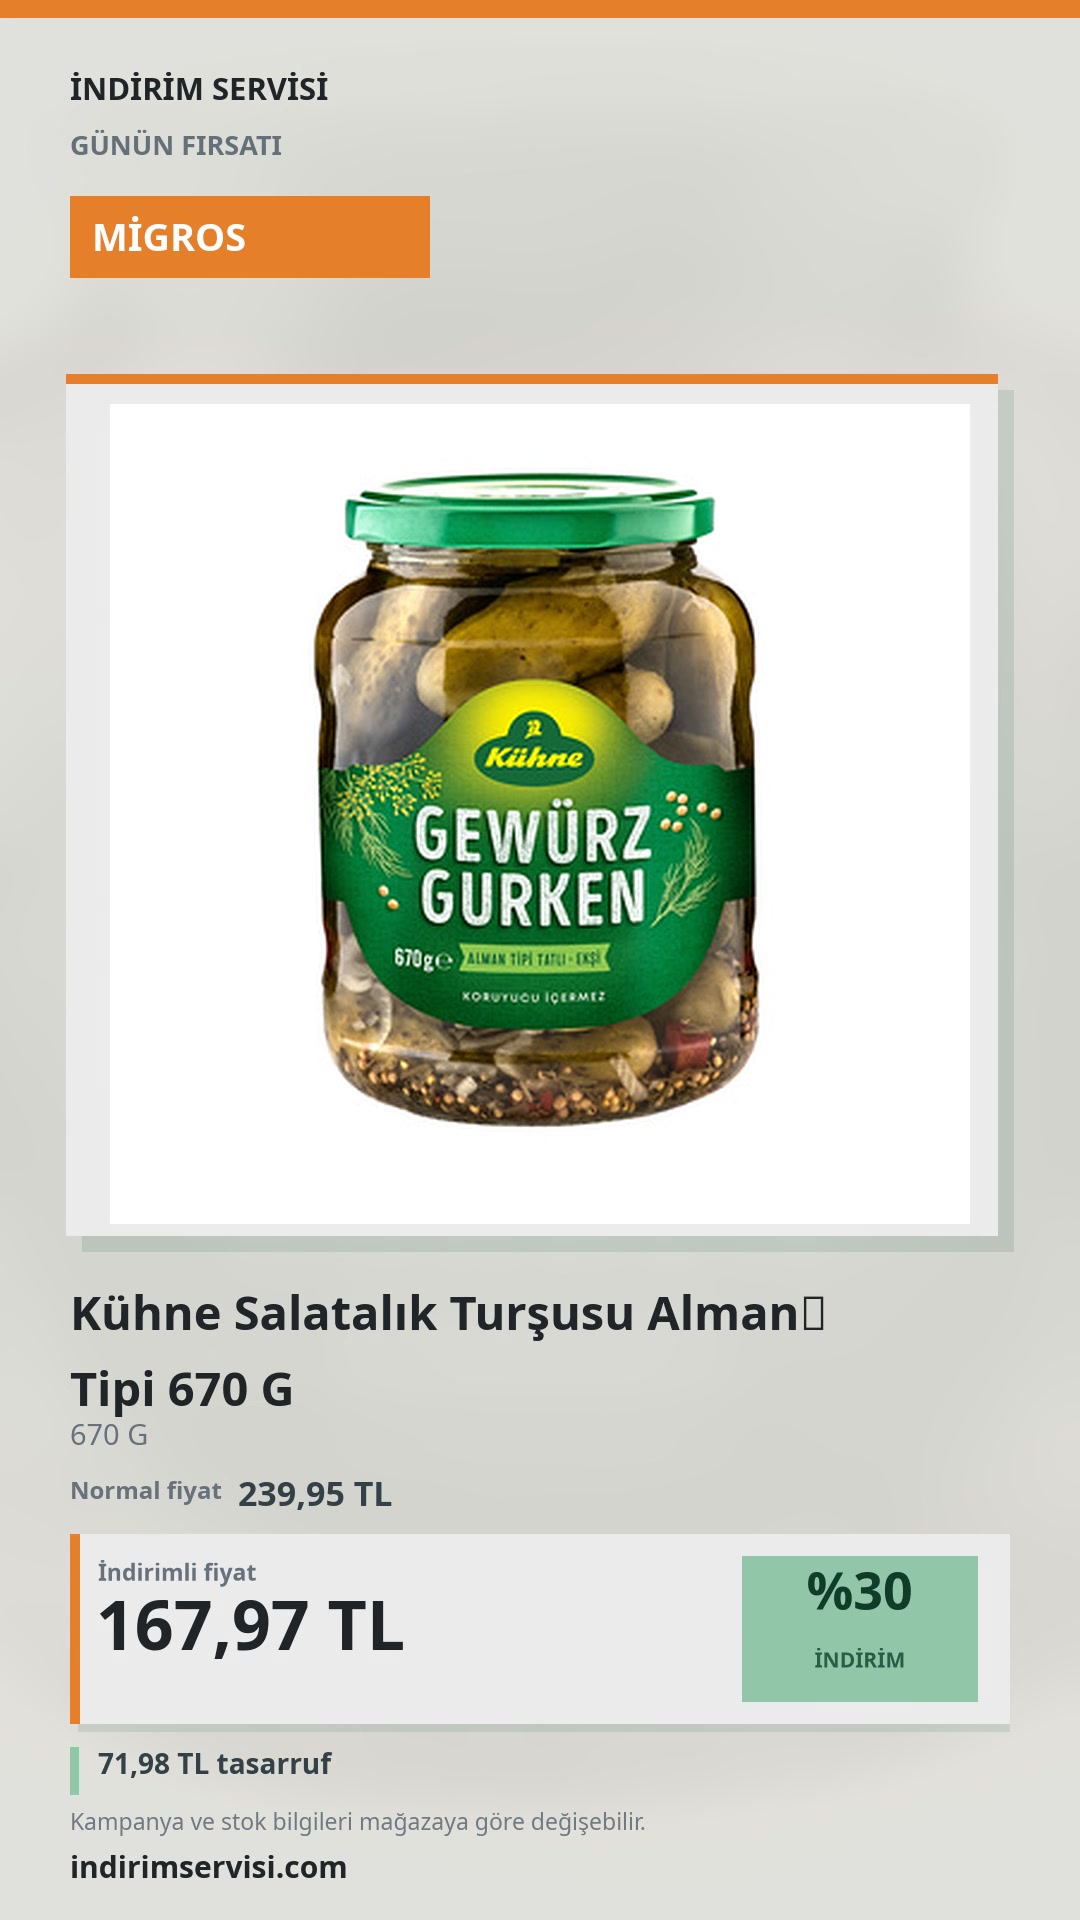 İNDİRİM SERVİSİ
GÜNÜN FIRSATI
MİGROS
Kühne
GEWÜRZ
GURKEN
670g℮ ALMAN TİPİ TATLI - EKŞİ
KORUYUCU İÇERMEZ
Kühne Salatalık Turşusu Alman
Tipi 670 G
670 G
Normal fiyat 239,95 TL
İndirimli fiyat
167,97 TL
%30
İNDİRİM
71,98 TL tasarruf
Kampanya ve stok bilgileri mağazaya göre değişebilir.
indirimservisi.com